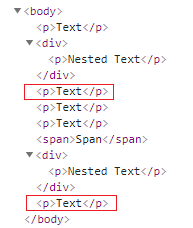 ▼<body>
<p>Text</p>
▼<div>
<p>Nested Text</p>
</div>
<p>Text</p>
<p>Text</p>
<p>Text</p>
<span>Span</span>
▼<div>
<p>Nested Text</p>
</div>
<p>Text</p>
</body>